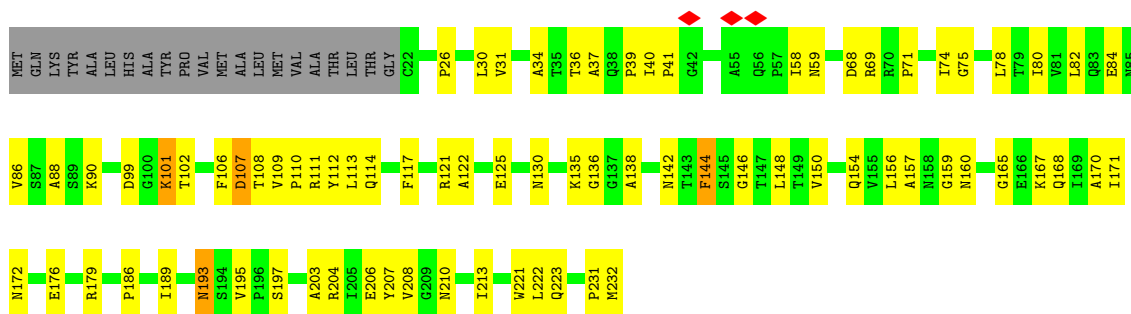 MET GLN LYS TYR ALA LEU HIS ALA TYR PRO VAL MET ALA LEU MET VAL ALA THR LEU THR GLY C22 P26 L30 V31 A34 T35 T36 A37 Q38 P39 I40 P41 G42 A55 Q56 P57 I58 N59 D68 R69 R70 P71 I74 G75 L78 T79 I80 V81 L82 Q83 E84 N85
V86 S87 A88 S89 K90 D99 G100 K101 T102 F106 D107 T108 V109 P110 R111 Y112 L113 Q114 F117 R121 A122 E125 N130 K135 G136 G137 A138 N142 T143 F144 S145 G146 T147 L148 T149 V150 Q154 V155 L156 A157 N158 G159 N160 G165 E166 K167 Q168 I169 A170 I171
N172 E176 R179 P186 I189 N193 S194 V195 P196 S197 A203 R204 I205 E206 Y207 V208 G209 N210 I213 W221 L222 Q223 P231 M232